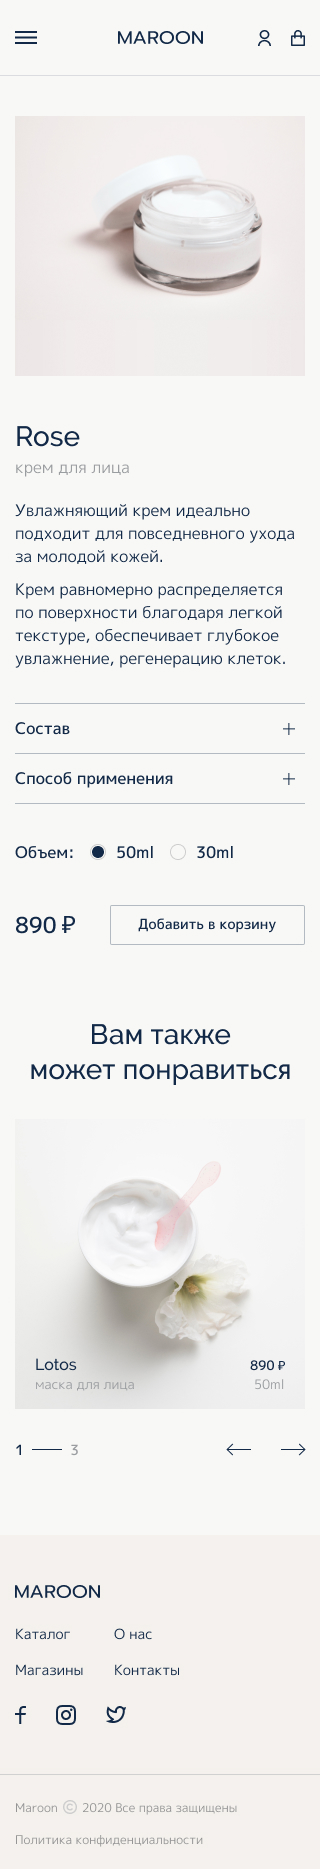 MAROON
Rose
крем для лица
Увлажняющий крем идеально
подходит для повседневного ухода
за молодой кожей.
Крем равномерно распределяется
по поверхности благодаря легкой
текстуре, обеспечивает глубокое
увлажнение, регенерацию клеток.
Состав
Способ применения
Объем: 50ml 30ml
890 ₽ Добавить в корзину
Вам также
может понравиться
Lotos 890 ₽
маска для лица 50ml
1 3
MAROON
Каталог О нас
Магазины Контакты
Maroon © 2020 Все права защищены
Политика конфиденциальности